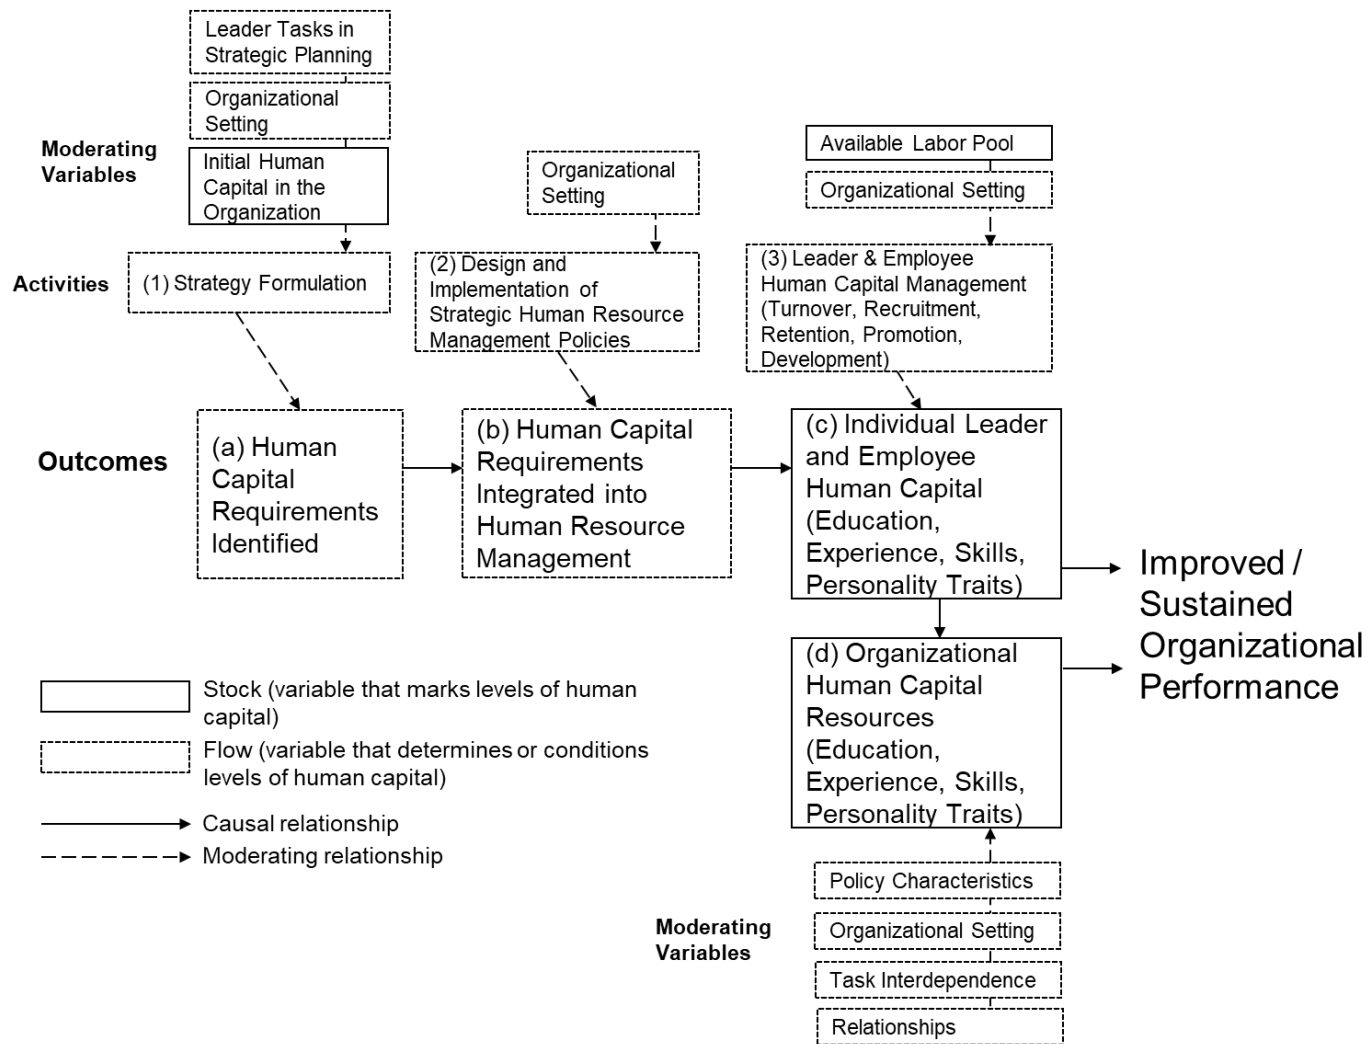 Leader Tasks in
Strategic Planning
Organizational
Setting
Moderating
Variables
Initial Human
Capital in the
Organization
Organizational
Setting
Available Labor Pool
Organizational Setting
Activities
(1) Strategy Formulation
(2) Design and
Implementation of
Strategic Human Resource
Management Policies
(3) Leader & Employee
Human Capital Management
(Turnover, Recruitment,
Retention, Promotion,
Development)
Outcomes
(a) Human
Capital
Requirements
Identified
(b) Human Capital
Requirements
Integrated into
Human Resource
Management
(c) Individual Leader
and Employee
Human Capital
(Education,
Experience, Skills,
Personality Traits)
Improved /
Sustained
Organizational
Performance
(d) Organizational
Human Capital
Resources
(Education,
Experience, Skills,
Personality Traits)
Stock (variable that marks levels of human
capital)
Flow (variable that determines or conditions
levels of human capital)
Causal relationship
Moderating relationship
Moderating
Variables
Policy Characteristics
Organizational Setting
Task Interdependence
Relationships